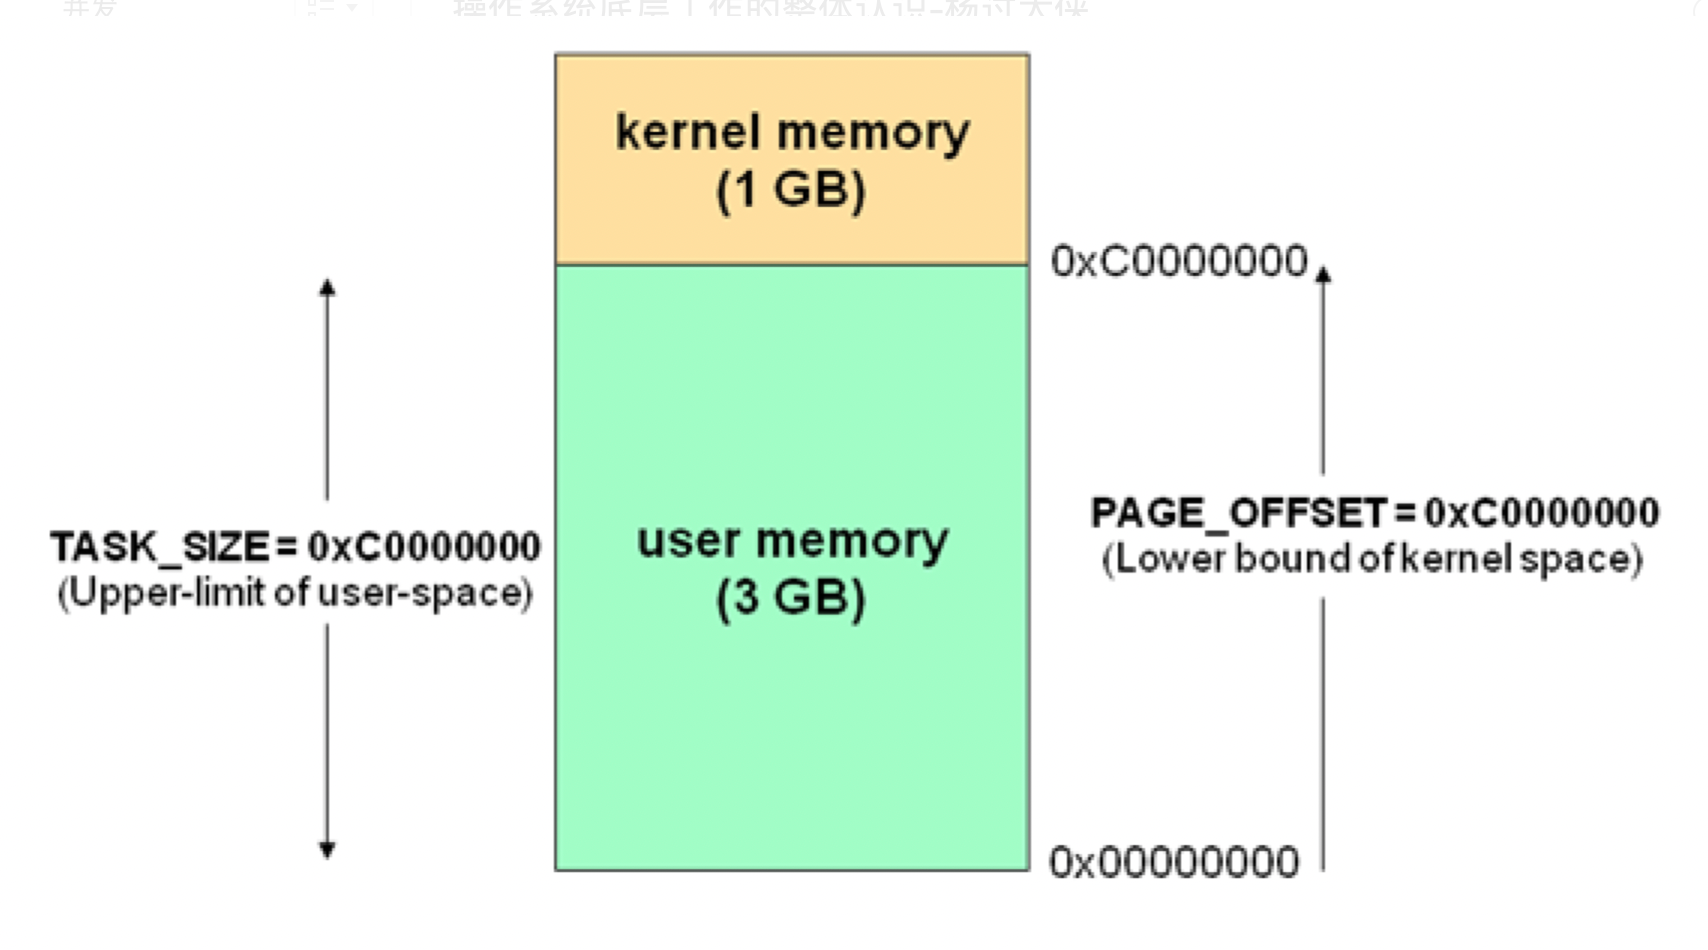 并发
操作系统底层工作的整体认识-杨过大侠
kernel memory
(1 GB)
0xC0000000
TASK_SIZE = 0xC0000000
(Upper-limit of user-space)
user memory
(3 GB)
PAGE_OFFSET = 0xC0000000
(Lower bound of kernel space)
0x00000000